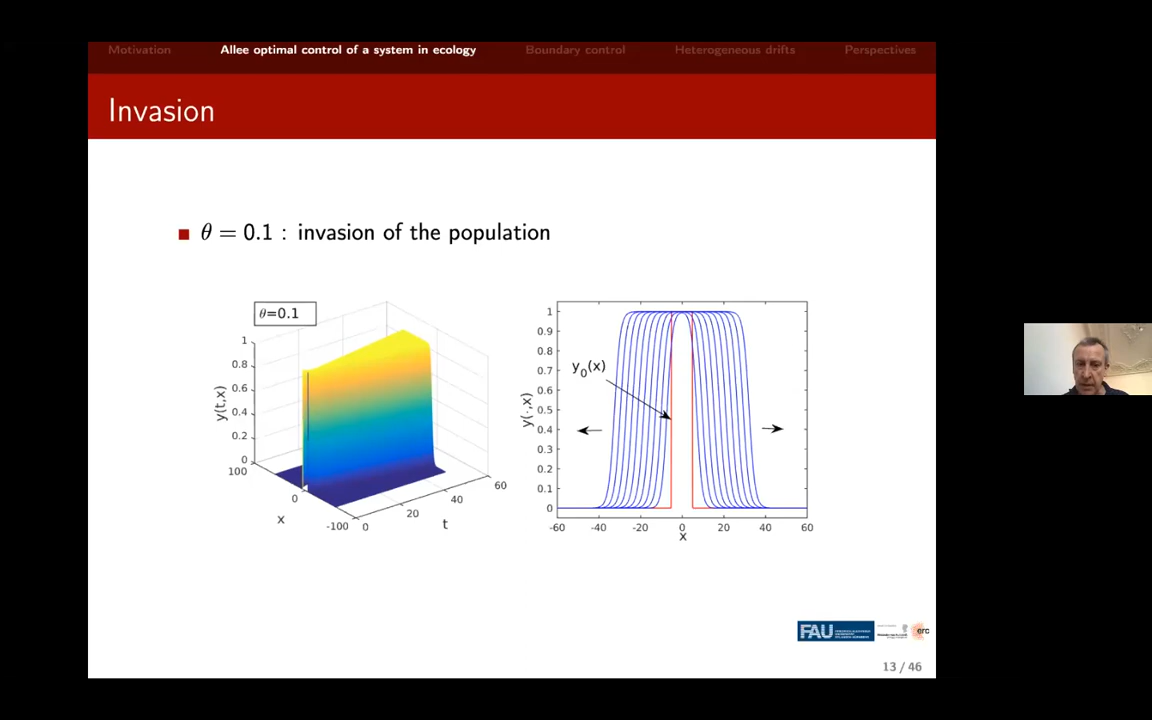 Motivation Allee optimal control of a system in ecology Boundary control Heterogeneous drifts Perspectives
Invasion
θ = 0.1 : invasion of the population
θ=0.1
y(t,x)
1
0.8
0.6
0.4
0.2
0
100
0
-100
x
0
20
40
60
t
y(·,x)
1
0.9
0.8
0.7
0.6
0.5
0.4
0.3
0.2
0.1
0
y0(x)
-60 -40 -20 0 20 40 60
x
FAU
erc
13 / 46